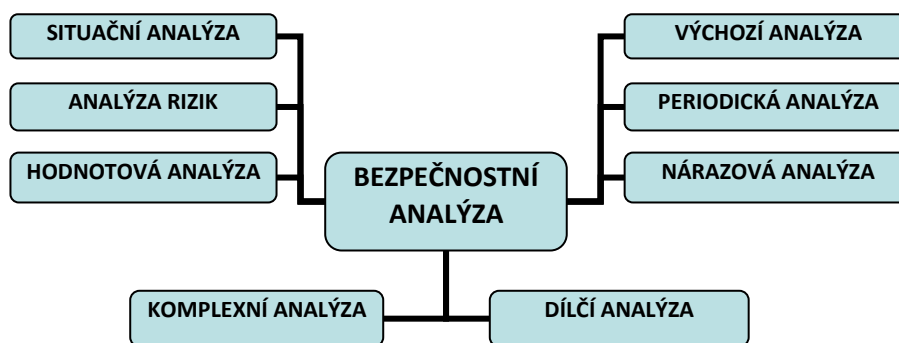 SITUAČNÍ ANALÝZA
ANALÝZA RIZIK
HODNOTOVÁ ANALÝZA
VÝCHOZÍ ANALÝZA
PERIODICKÁ ANALÝZA
NÁRAZOVÁ ANALÝZA
BEZPEČNOSTNÍ
ANALÝZA
KOMPLEXNÍ ANALÝZA
DÍLČÍ ANALÝZA